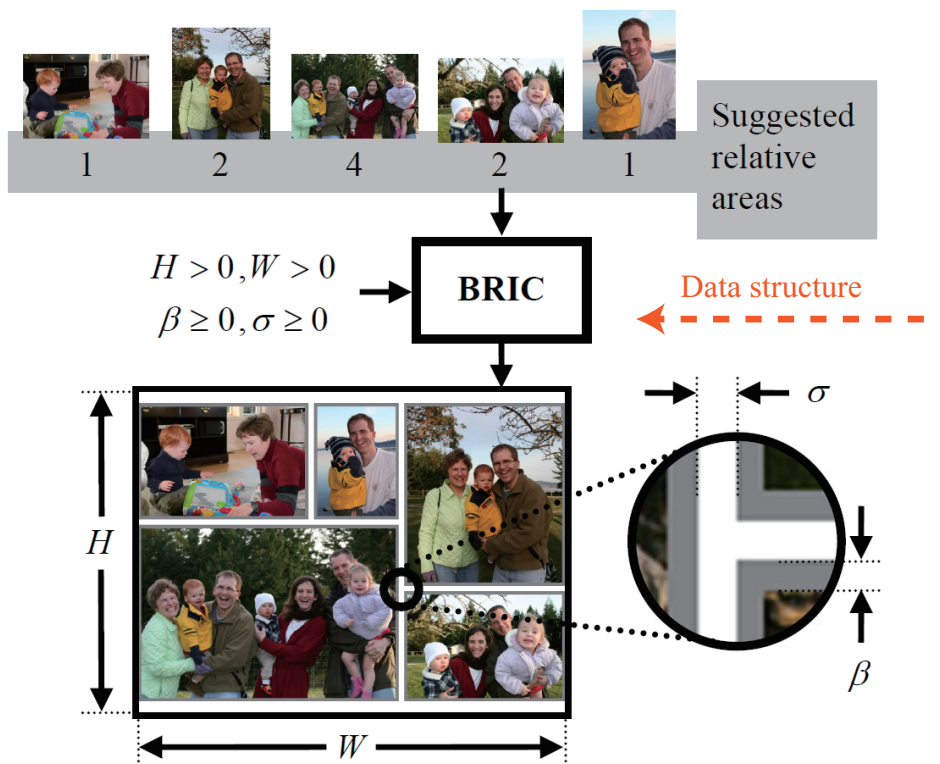 1 2 4 2 1
Suggested
relative
areas
H > 0, W > 0
β ≥ 0, σ ≥ 0
BRIC
Data structure
σ
H
β
W